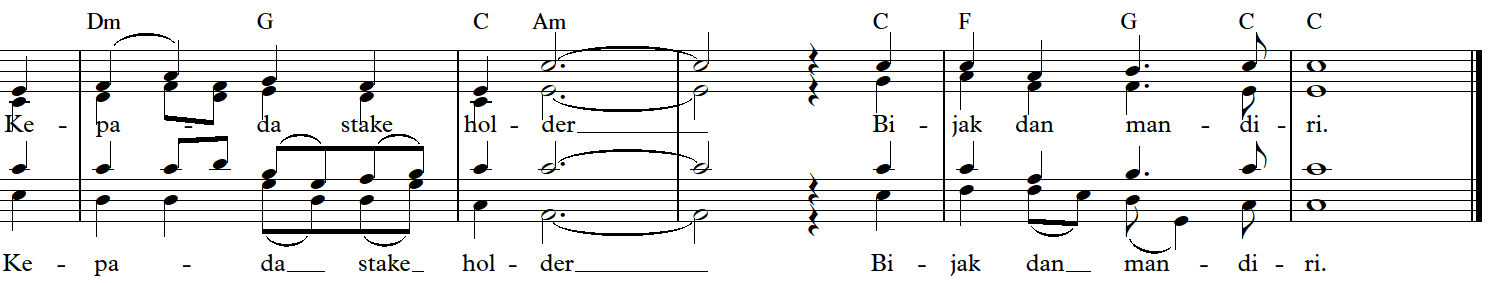 Dm G C Am C F G C C
Ke - pa - da stake hol - der Bi - jak dan man - di - ri.
Ke - pa - da stake hol - der Bi - jak dan man - di - ri.